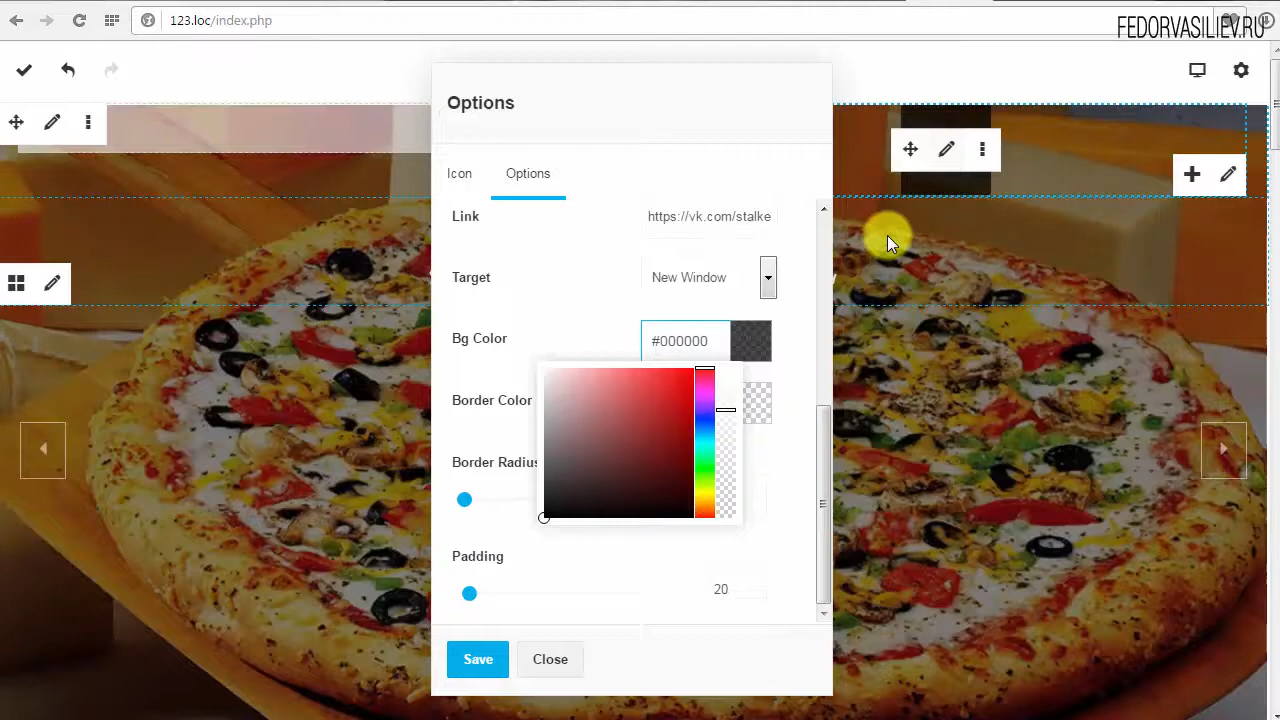 123.loc/index.php
FEDORVASILIEV.RU
Options
Icon
Options
Link
https://vk.com/stalke
Target
New Window
Bg Color
#000000
Border Color
Border Radiu
Padding
20
Save
Close